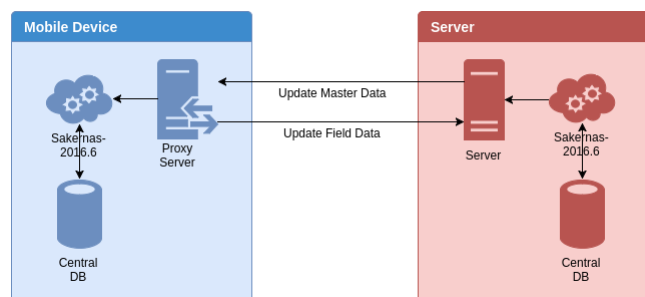 Mobile Device
Server
Update Master Data
Update Field Data
Sakernas-
2016.6
Proxy
Server
Server
Sakernas-
2016.6
Central
DB
Central
DB